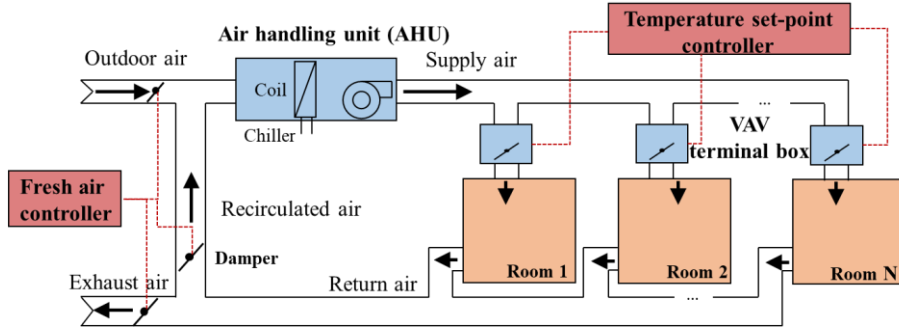 Temperature set-point
controller
Air handling unit (AHU)
Outdoor air
Supply air
Coil
Chiller
...
VAV
terminal box
Fresh air
controller
Recirculated air
Damper
Exhaust air
Return air
Room 1
Room 2
Room N
...